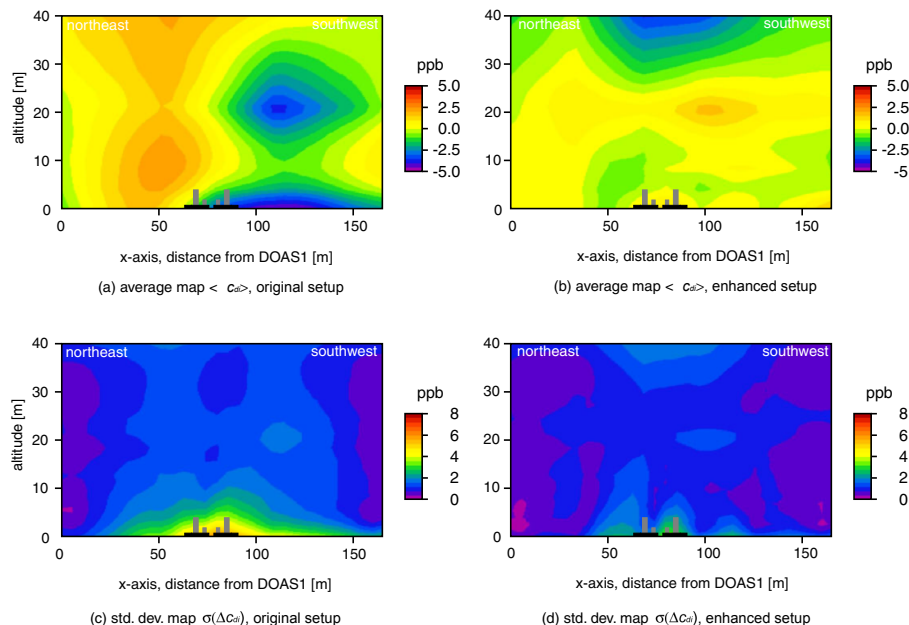 northeast southwest
40
30
20
10
0
altitude [m]
0 50 100 150
x-axis, distance from DOAS1 [m]
ppb
5.0
2.5
0.0
-2.5
-5.0
(a) average map < c_di>, original setup
northeast southwest
40
30
20
10
0
0 50 100 150
x-axis, distance from DOAS1 [m]
ppb
5.0
2.5
0.0
-2.5
-5
(b) average map < c_di>, enhanced setup
northeast southwest
40
30
20
10
0
altitude [m]
0 50 100 150
x-axis, distance from DOAS1 [m]
ppb
8
6
4
2
0
(c) std. dev. map σ(Δc_di), original setup
northeast southwest
40
30
20
10
0
0 50 100 150
x-axis, distance from DOAS1 [m]
ppb
8
6
4
2
0
(d) std. dev. map σ(Δc_di), enhanced setup